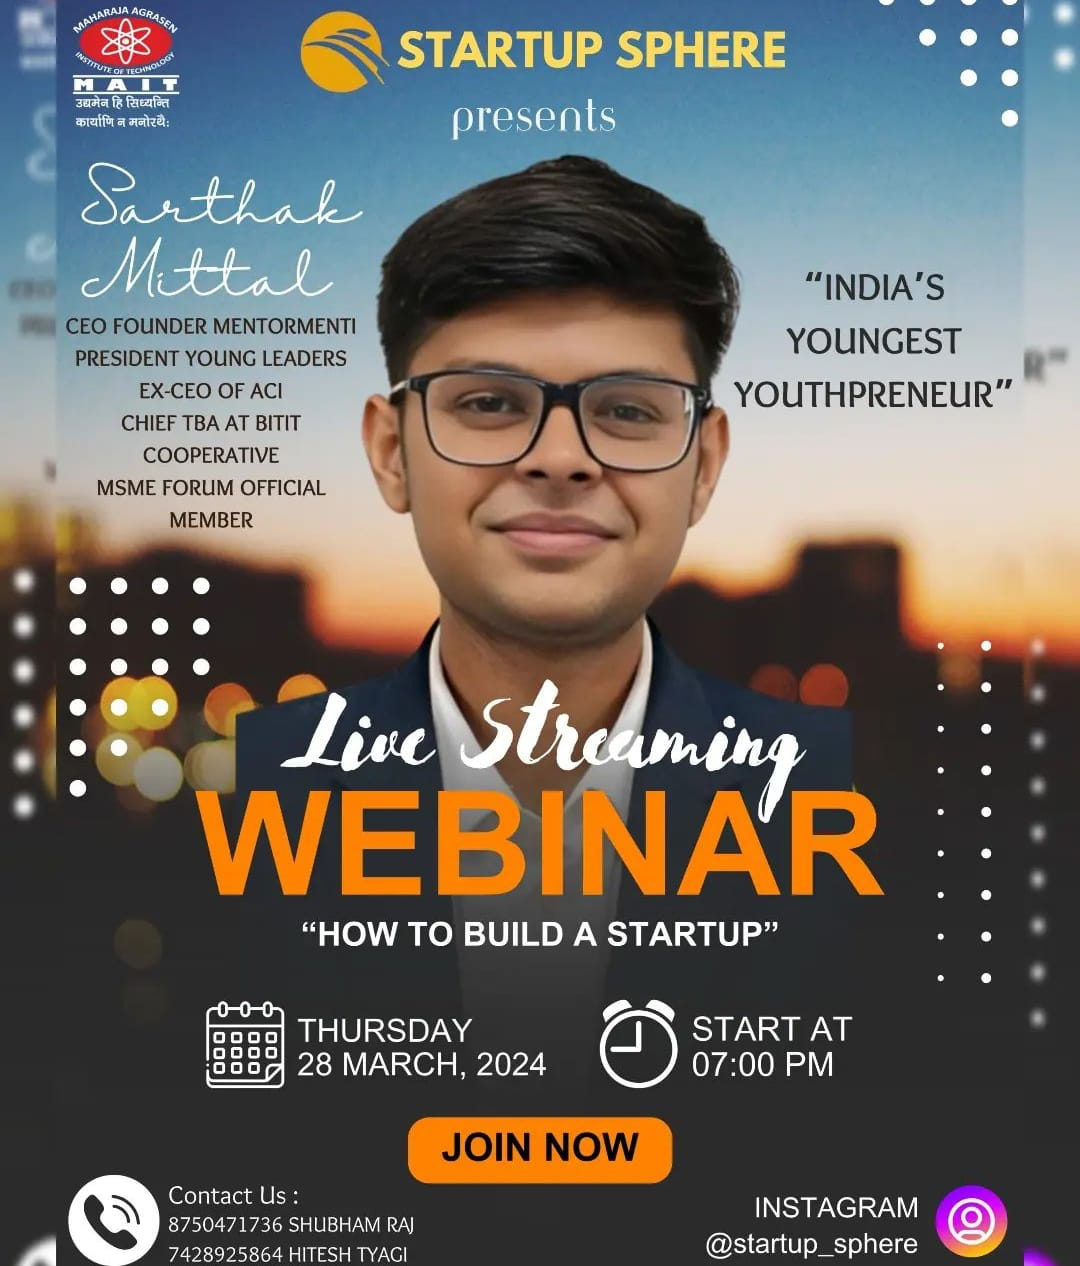 MAHARAJA AGRASEN
INSTITUTE OF TECHNOLOGY
MAIT
उद्यमेन हि सिध्यन्ति
कार्याणि न मनोरथैः
STARTUP SPHERE
presents
Sarthak
Mittal
CEO FOUNDER MENTORMENTI
PRESIDENT YOUNG LEADERS
EX-CEO OF ACI
CHIEF TBA AT BITIT
COOPERATIVE
MSME FORUM OFFICIAL
MEMBER
“INDIA’S
YOUNGEST
YOUTHPRENEUR”
Live Streaming
WEBINAR
“HOW TO BUILD A STARTUP”
THURSDAY
28 MARCH, 2024
START AT
07:00 PM
JOIN NOW
Contact Us :
8750471736 SHUBHAM RAJ
7428925864 HITESH TYAGI
INSTAGRAM
@startup_sphere